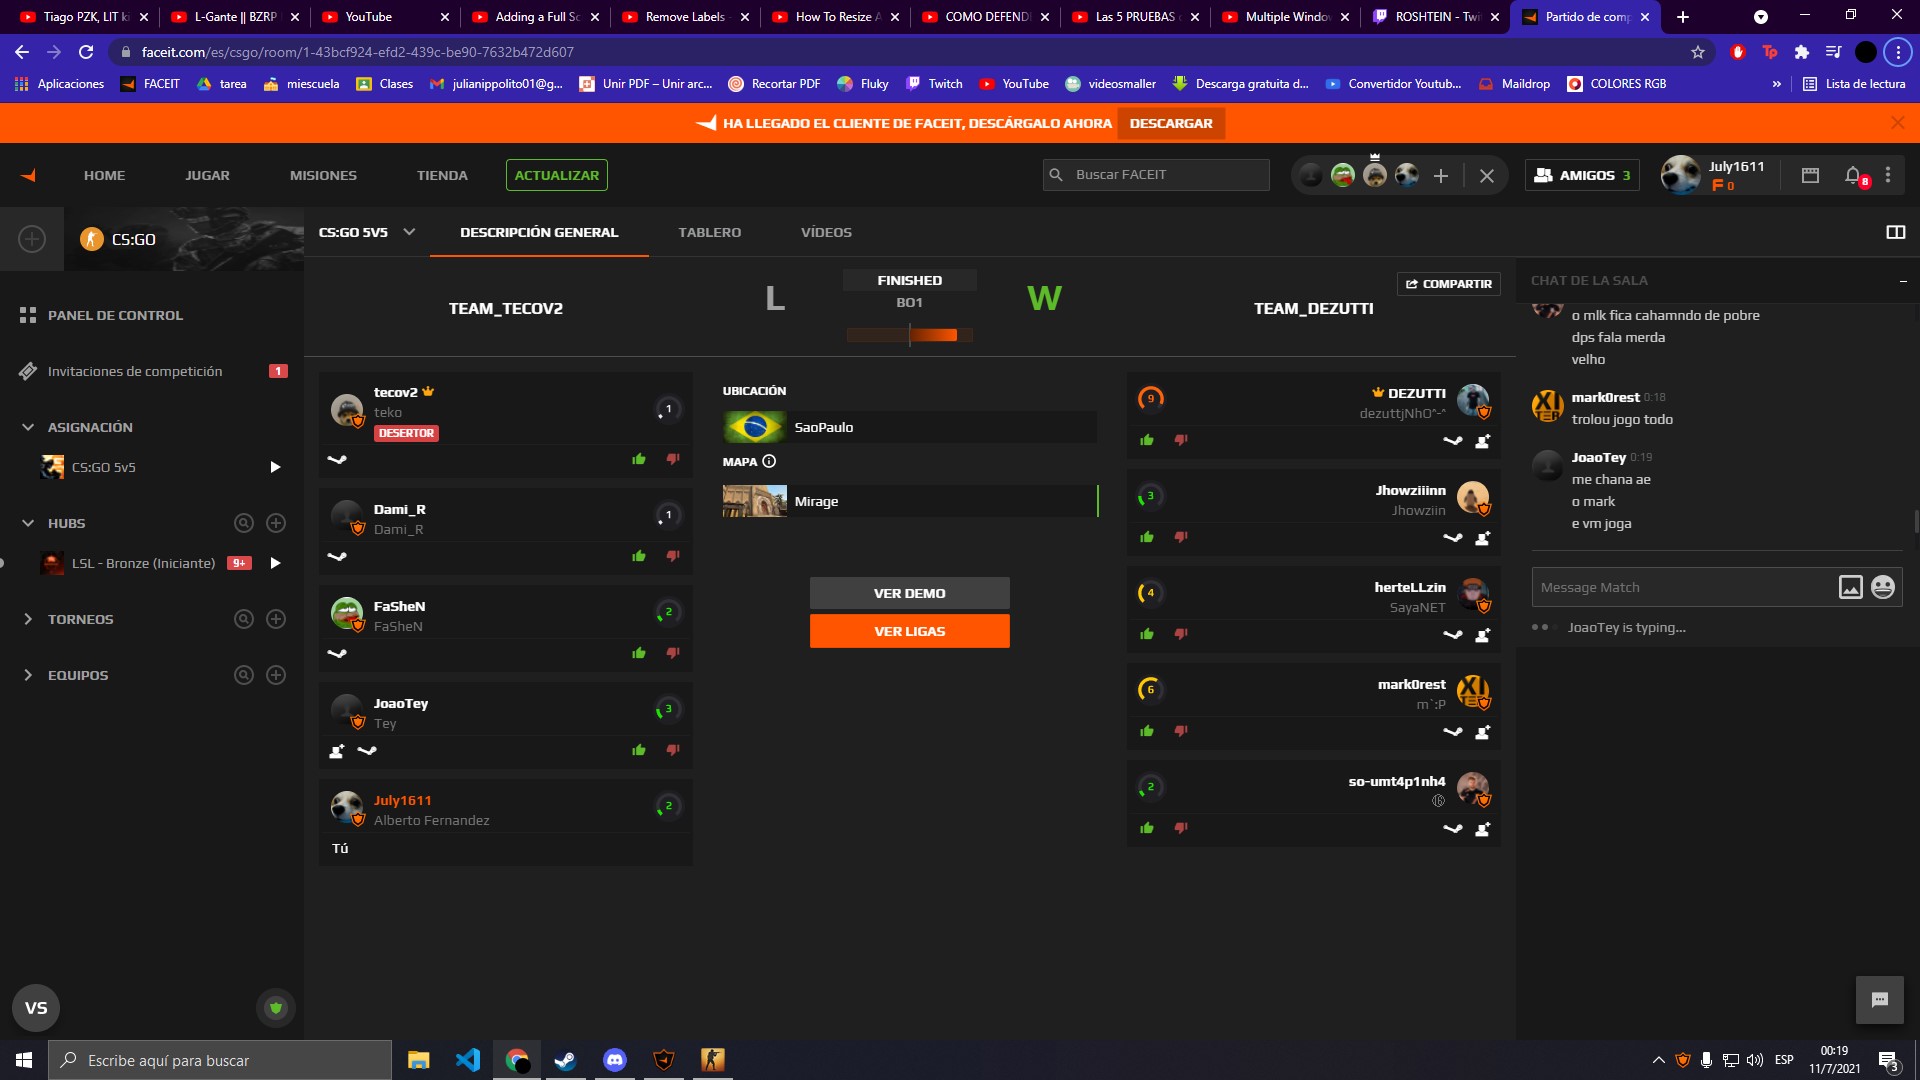 Tiago PZK, LIT ki
L-Gante || BZRP
YouTube
Adding a Full Sc
Remove Labels -
How To Resize A
COMO DEFEND
Las 5 PRUEBAS
Multiple Window
ROSHTEIN - Twi
Partido de comp
faceit.com/es/csgo/room/1-43bcf924-efd2-439c-be90-7632b472d607
Aplicaciones
FACEIT
tarea
miescuela
Clases
julianippolito01@g...
Unir PDF – Unir arc...
Recortar PDF
Fluky
Twitch
YouTube
videosmaller
Descarga gratuita d...
Convertidor Youtub...
Maildrop
COLORES RGB
»
Lista de lectura
HA LLEGADO EL CLIENTE DE FACEIT, DESCÁRGALO AHORA
DESCARGAR
HOME
JUGAR
MISIONES
TIENDA
ACTUALIZAR
Buscar FACEIT
AMIGOS 3
July1611
F 0
8
CS:GO
CS:GO 5V5
DESCRIPCIÓN GENERAL
TABLERO
VÍDEOS
PANEL DE CONTROL
Invitaciones de competición 1
ASIGNACIÓN
CS:GO 5v5
HUBS
LSL - Bronze (Iniciante) 9+
TORNEOS
EQUIPOS
VS
TEAM_TECOV2
L
FINISHED
BO1
W
TEAM_DEZUTTI
COMPARTIR
tecov2
teko
DESERTOR
1
Dami_R
Dami_R
1
FaSheN
FaSheN
2
JoaoTey
Tey
3
July1611
Alberto Fernandez
2
Tú
UBICACIÓN
SaoPaulo
MAPA
Mirage
VER DEMO
VER LIGAS
9
DEZUTTI
dezuttjNhO^-^
3
Jhowziiinn
Jhowziin
4
herteLLzin
SayaNET
6
mark0rest
m`:P
2
so-umt4p1nh4
CHAT DE LA SALA
o mlk fica cahamndo de pobre
dps fala merda
velho
mark0rest 0:18
trolou jogo todo
JoaoTey 0:19
me chana ae
o mark
e vm joga
Message Match
JoaoTey is typing...
Escribe aquí para buscar
ESP
00:19
11/7/2021
3